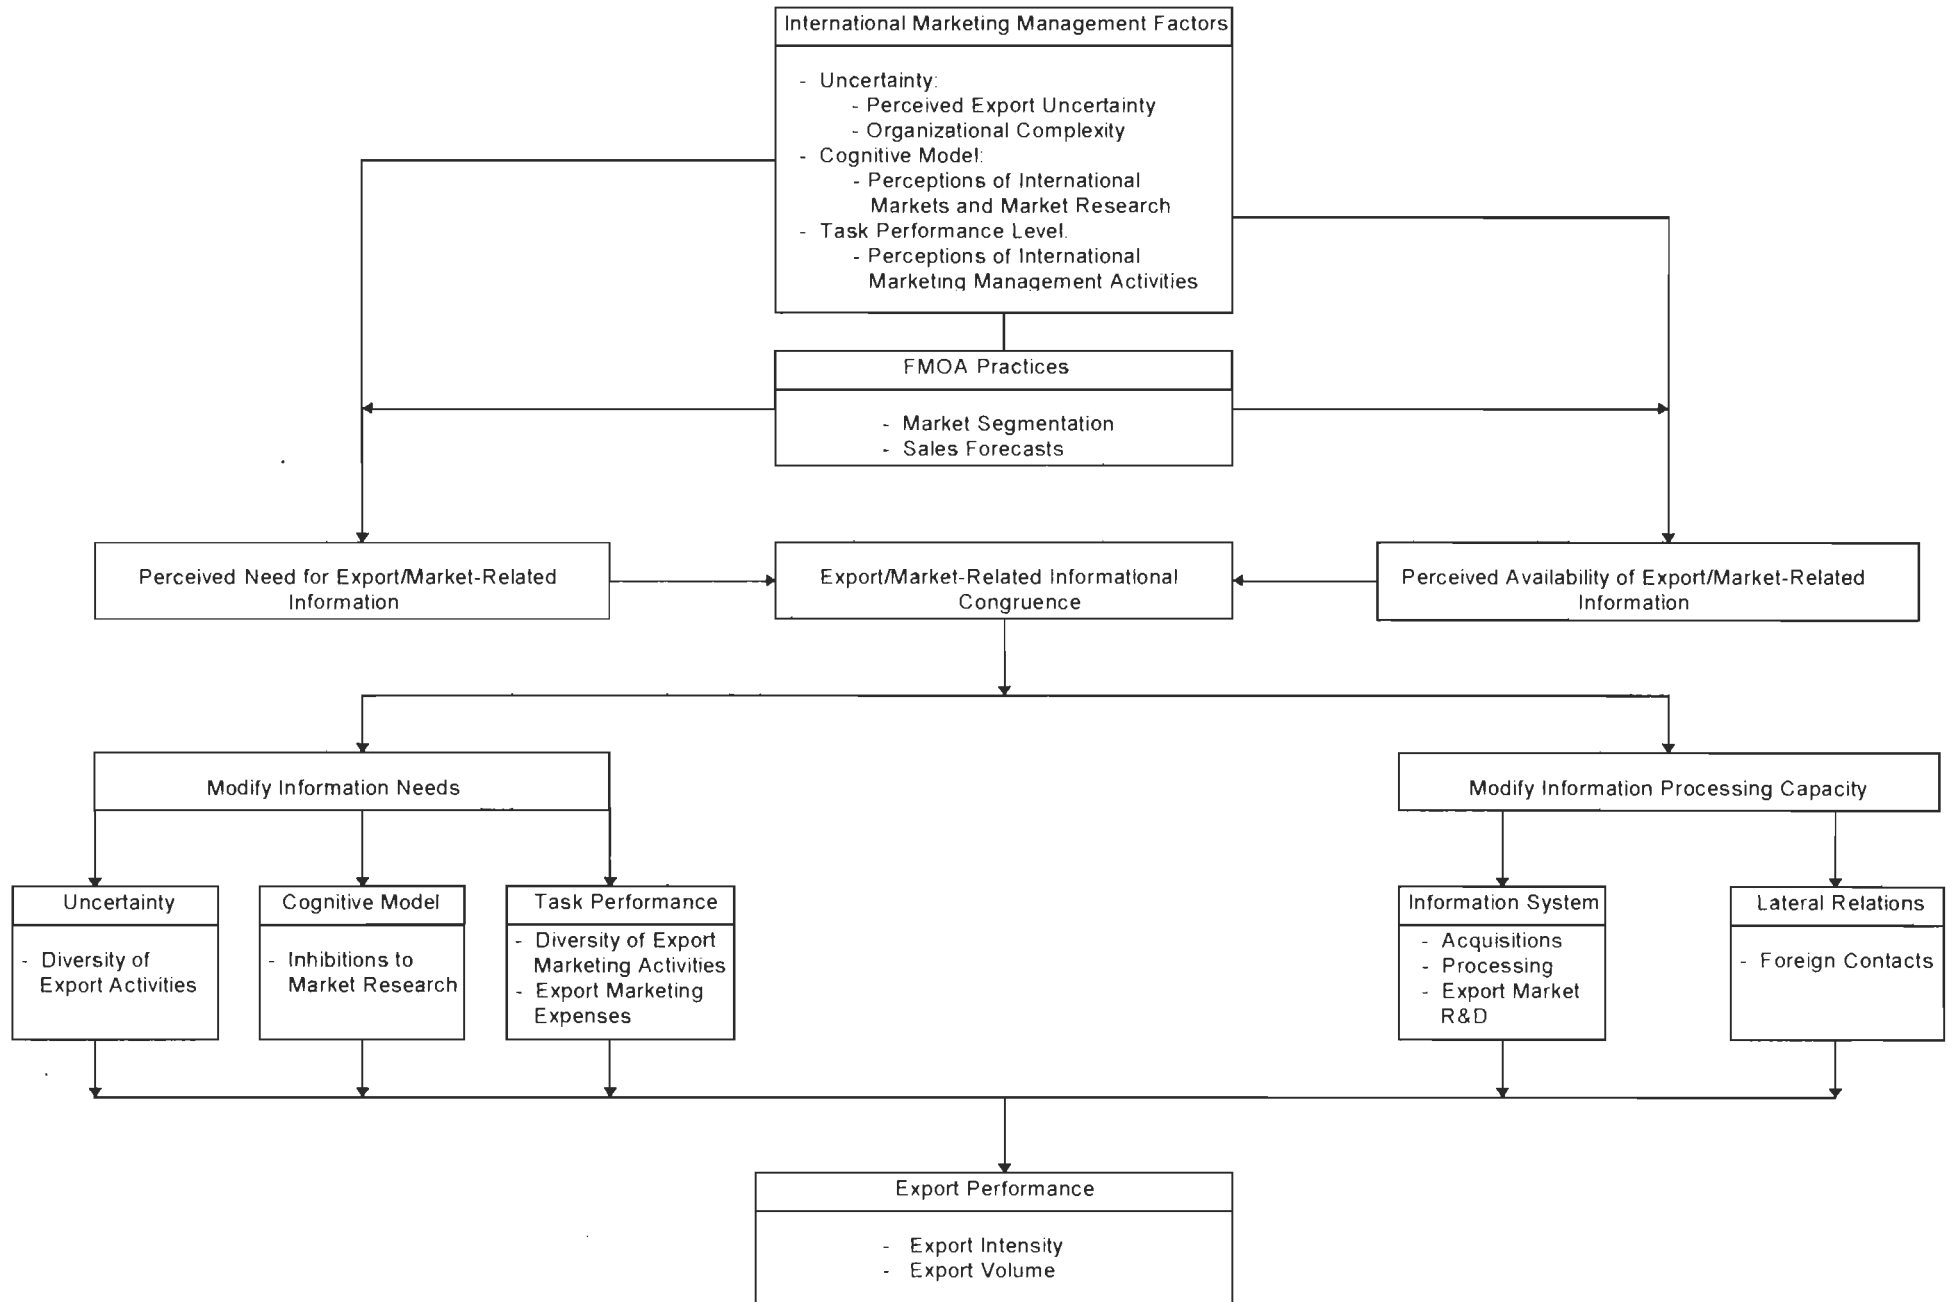 International Marketing Management Factors
- Uncertainty:
- Perceived Export Uncertainty
- Organizational Complexity
- Cognitive Model:
- Perceptions of International
Markets and Market Research
- Task Performance Level:
- Perceptions of International
Marketing Management Activities
FMOA Practices
- Market Segmentation
- Sales Forecasts
Perceived Need for Export/Market-Related
Information
Export/Market-Related Informational
Congruence
Perceived Availability of Export/Market-Related
Information
Modify Information Needs
Modify Information Processing Capacity
Uncertainty
- Diversity of
Export Activities
Cognitive Model
- Inhibitions to
Market Research
Task Performance
- Diversity of Export
Marketing Activities
- Export Marketing
Expenses
Information System
- Acquisitions
- Processing
- Export Market
R&D
Lateral Relations
- Foreign Contacts
Export Performance
- Export Intensity
- Export Volume